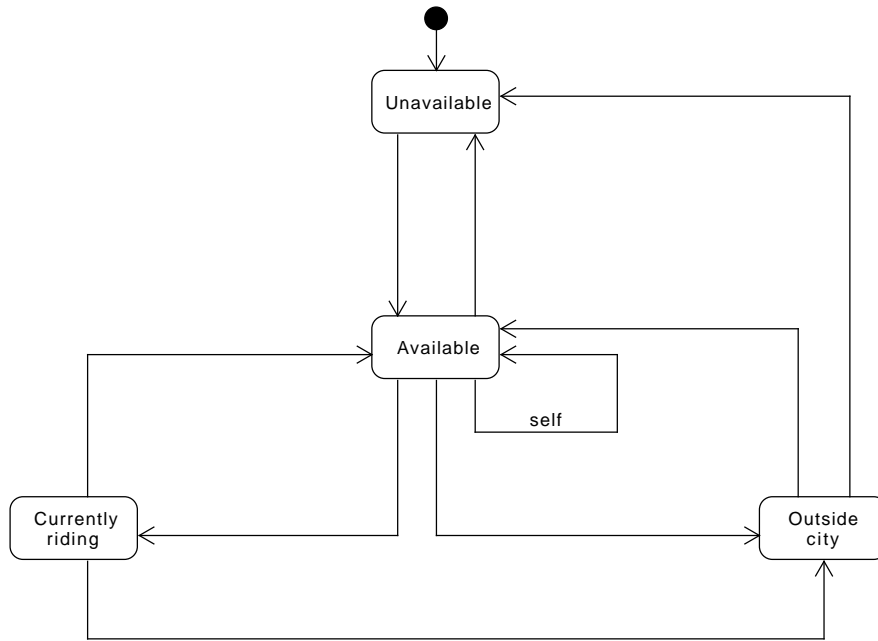 Unavailable
Available
self
Currently
riding
Outside
city